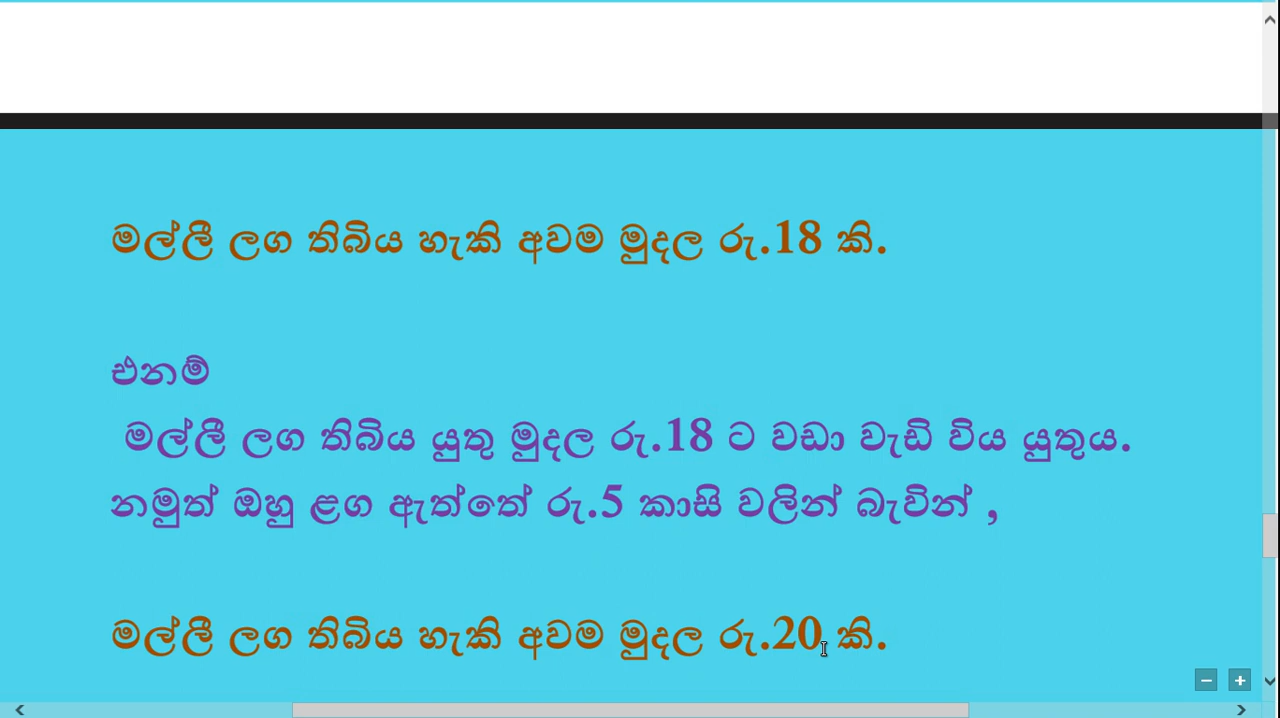 මල්ලී ලග තිබිය හැකි අවම මුදල රු.18 කි.
එනම්
මල්ලී ලග තිබිය යුතු මුදල රු.18 ට වඩා වැඩි විය යුතුය.
නමුත් ඔහු ළග ඇත්තේ රු.5 කාසි වලින් බැවින් ,
මල්ලී ලග තිබිය හැකි අවම මුදල රු.20 කි.